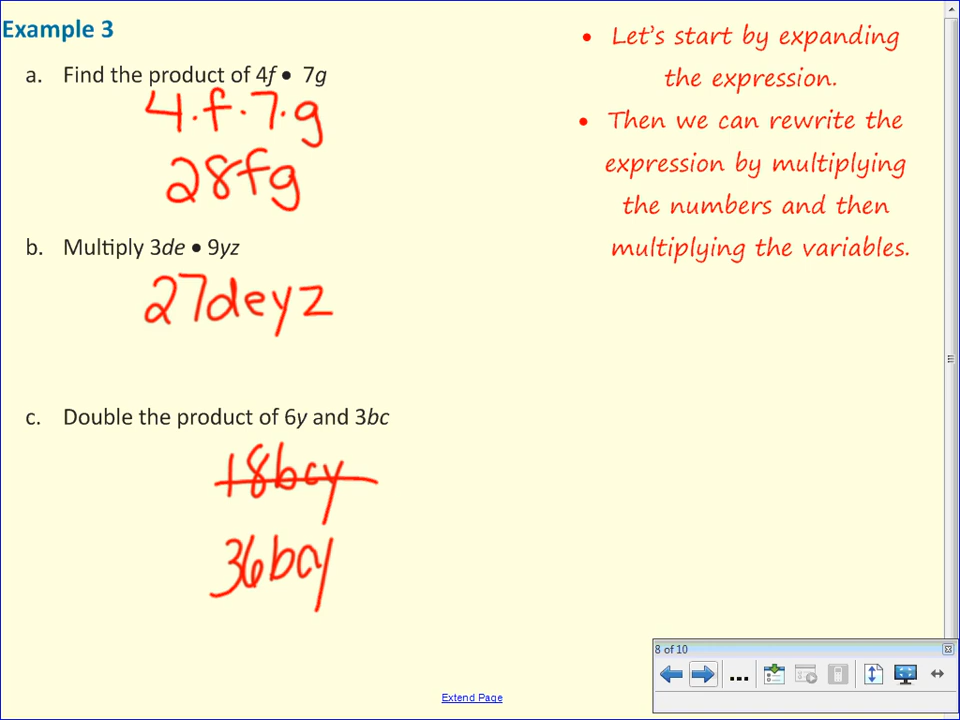 Example 3
a. Find the product of 4f • 7g
4·f·7·g
28fg
b. Multiply 3de • 9yz
27deyz
c. Double the product of 6y and 3bc
18bcy
36bcy
• Let's start by expanding
the expression.
• Then we can rewrite the
expression by multiplying
the numbers and then
multiplying the variables.
8 of 10
...
Extend Page